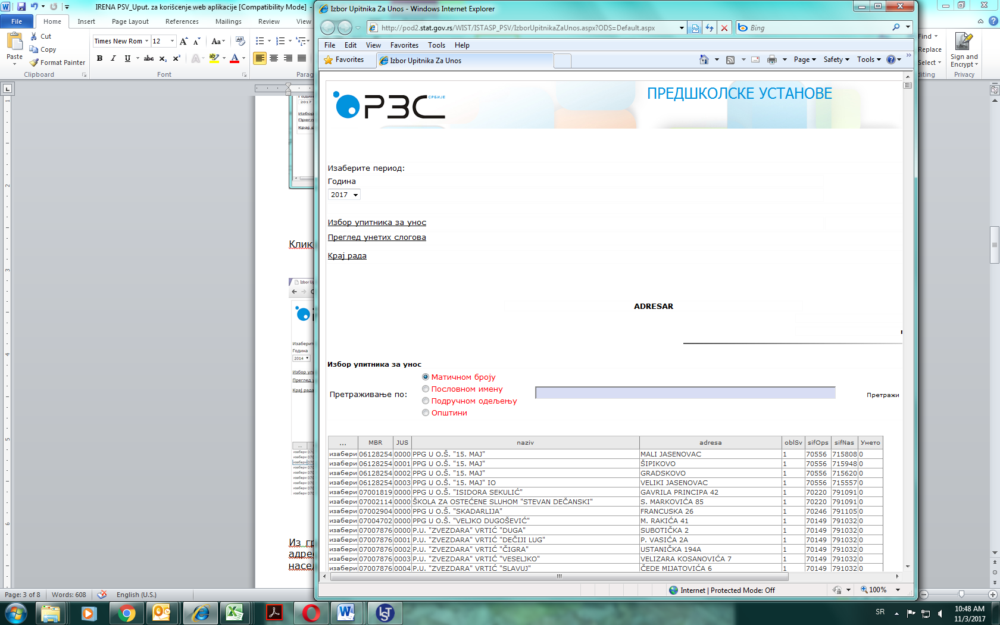 IRENA PSV_Uput. za korišcenje web aplikacije [Compatibility Mode] -
File Home Insert Page Layout References Mailings Review View
Cut
Copy
Format Painter
Paste
Clipboard
Times New Rom 12
Font
Parag
Find
Replace
Select
diting
Sign and
Encrypt
Privacy
Izbor Upitnika Za Unos - Windows Internet Explorer
http://pod2.stat.gov.rs/WIST/ISTASP_PSV/IzborUpitnikaZaUnos.aspx?ODS=Default.aspx
Bing
File Edit View Favorites Tools Help
Favorites
Izbor Upitnika Za Unos
Page Safety Tools
РЗС СРБИЈЕ
ПРЕДШКОЛСКЕ УСТАНОВЕ
Изаберите период:
Година
2017
Избор упитника за унос
Преглед унетих слогова
Крај рада
ADRESAR
Избор упитника за унос
Претраживање по:
Матичном броју
Пословном имену
Подручном одељењу
Општини
Претражи
... MBR JUS naziv adresa oblSv sifOps sifNas Унето
изабери 06128254 0000 PPG U O.Š. "15. MAJ" MALI JASENOVAC 1 70556 715808 0
изабери 06128254 0001 PPG U O.Š. "15. MAJ" ŠIPIKOVO 1 70556 715948 0
изабери 06128254 0002 PPG U O.Š. "15. MAJ" GRADSKOVO 1 70556 715620 0
изабери 06128254 0003 PPG U O.Š. "15. MAJ" IO VELIKI JASENOVAC 1 70556 715557 0
изабери 07001819 0000 PPG U O.Š. "ISIDORA SEKULIĆ" GAVRILA PRINCIPA 42 1 70220 791091 0
изабери 07002114 0000 ŠKOLA ZA OSTEĆENE SLUHOM "STEVAN DEČANSKI" S. MARKOVIĆA 85 1 70220 791091 0
изабери 07002904 0000 PPG U O.Š. "SKADARLIJA" FRANCUSKA 26 1 70246 791105 0
изабери 07004702 0000 PPG U O.Š. "VELJKO DUGOŠEVIĆ" M. RAKIĆA 41 1 70149 791032 0
изабери 07007876 0000 P.U. "ZVEZDARA" VRTIĆ "DUGA" SUBOTIČKA 2 1 70149 791032 0
изабери 07007876 0001 P.U. "ZVEZDARA" VRTIĆ "DEČIJI LUG" P. VASIĆA 2A 1 70149 791032 0
изабери 07007876 0002 P.U. "ZVEZDARA" VRTIĆ "ČIGRA" USTANIČKA 194A 1 70149 791032 0
изабери 07007876 0003 P.U. "ZVEZDARA" VRTIĆ "VESELJKO" VELIZARA KOSANOVIĆA 7 1 70149 791032 0
изабери 07007876 0004 P.U. "ZVEZDARA" VRTIĆ "SLAVUJ" ČEDE MIJATOVIĆA 6 1 70149 791032 0
Internet | Protected Mode: Off
100%
2017
Клик
Година
2014
Крај рада
Из гр
адре
насел
Page: 3 of 8 Words: 608 English (U.S.)
SR
10:48 AM
11/3/2017